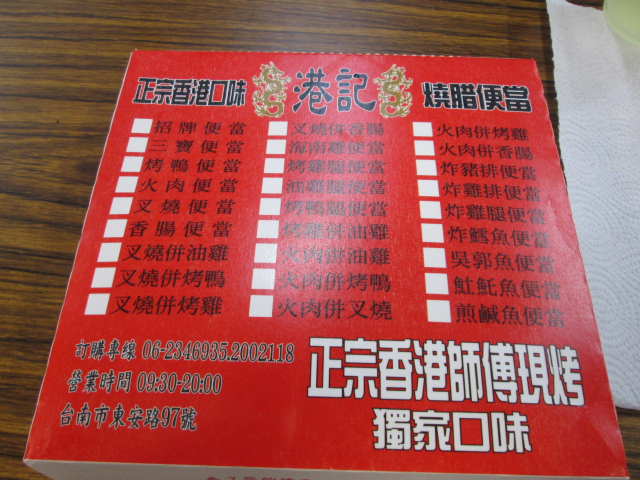 正宗香港口味 港記 燒腊便當
招牌便當
三寶便當
烤鴨便當
火肉便當
叉燒便當
香腸便當
叉燒併油雞
叉燒併烤鴨
叉燒併烤雞
叉燒併香腸
海南雞便當
烤雞腿便當
油雞腿便當
烤鴨腿便當
烤雞併油雞
火肉併油雞
火肉併烤鴨
火肉併叉燒
火肉併烤雞
火肉併香腸
炸豬排便當
炸雞排便當
炸雞腿便當
炸鱈魚便當
吳郭魚便當
魠魠魚便當
煎鹹魚便當
訂購專線 06-2346935.2002118
營業時間 09:30-20:00
台南市東安路97號
正宗香港師傅現烤
獨家口味